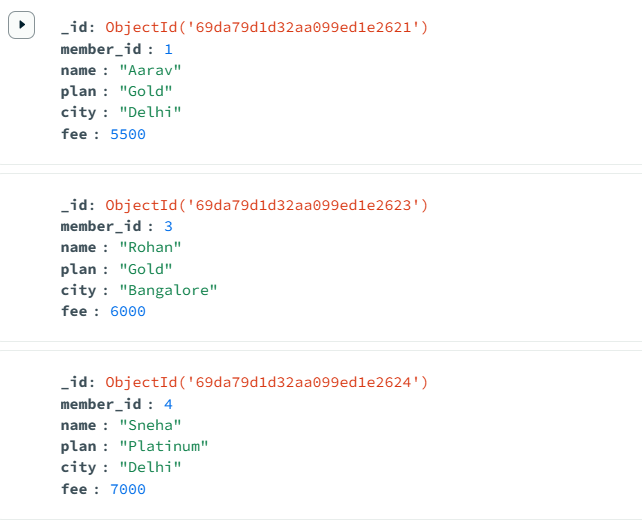 _id: ObjectId('69da79d1d32aa099ed1e2621')
member_id : 1
name : "Aarav"
plan : "Gold"
city : "Delhi"
fee : 5500
_id: ObjectId('69da79d1d32aa099ed1e2623')
member_id : 3
name : "Rohan"
plan : "Gold"
city : "Bangalore"
fee : 6000
_id: ObjectId('69da79d1d32aa099ed1e2624')
member_id : 4
name : "Sneha"
plan : "Platinum"
city : "Delhi"
fee : 7000